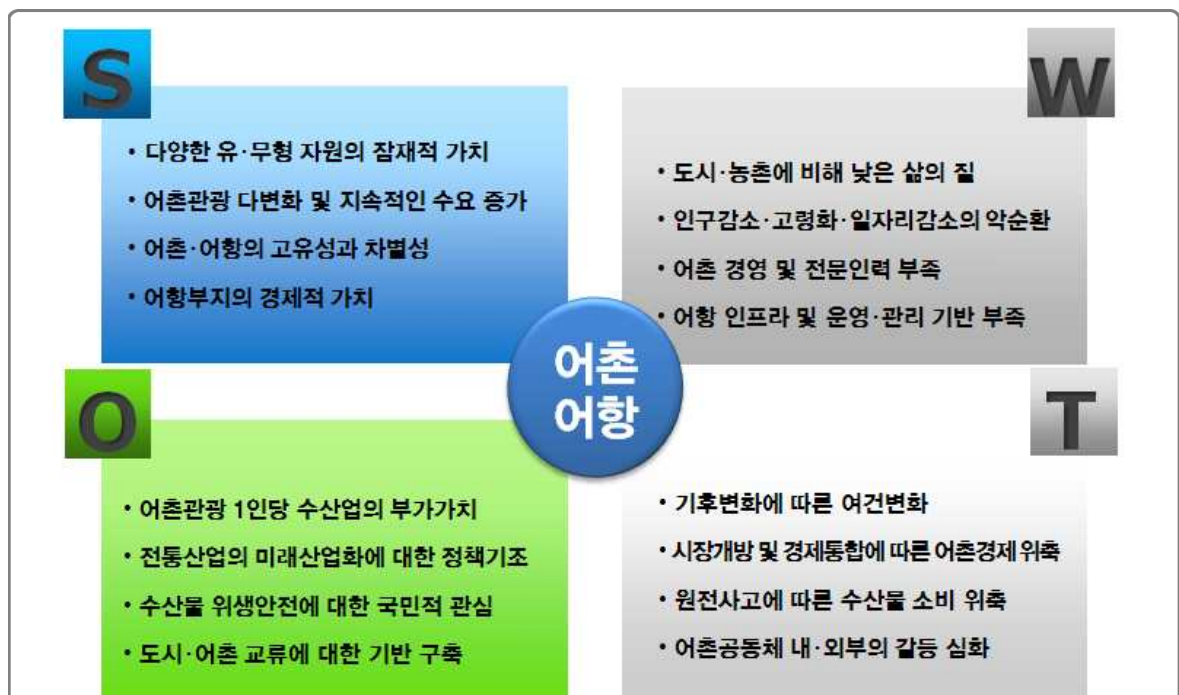 S
• 다양한 유·무형 자원의 잠재적 가치
• 어촌관광 다변화 및 지속적인 수요 증가
• 어촌·어항의 고유성과 차별성
• 어항부지의 경제적 가치
W
• 도시·농촌에 비해 낮은 삶의 질
• 인구감소·고령화·일자리감소의 악순환
• 어촌 경영 및 전문인력 부족
• 어항 인프라 및 운영·관리 기반 부족
어촌
어항
O
• 어촌관광 1인당 수산업의 부가가치
• 전통산업의 미래산업화에 대한 정책기조
• 수산물 위생안전에 대한 국민적 관심
• 도시·어촌 교류에 대한 기반 구축
T
• 기후변화에 따른 여건변화
• 시장개방 및 경제통합에 따른 어촌경제 위축
• 원전사고에 따른 수산물 소비 위축
• 어촌공동체 내·외부의 갈등 심화